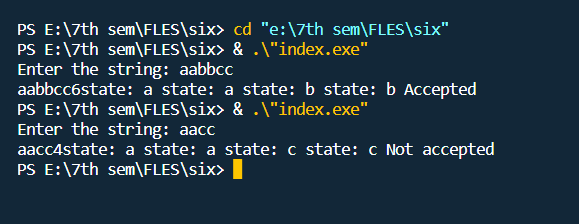 PS E:\7th sem\FLES\six> cd "e:\7th sem\FLES\six"
PS E:\7th sem\FLES\six> & .\"index.exe"
Enter the string: aabbcc
aabbcc6state: a state: a state: b state: b Accepted
PS E:\7th sem\FLES\six> & .\"index.exe"
Enter the string: aacc
aacc4state: a state: a state: c state: c Not accepted
PS E:\7th sem\FLES\six>